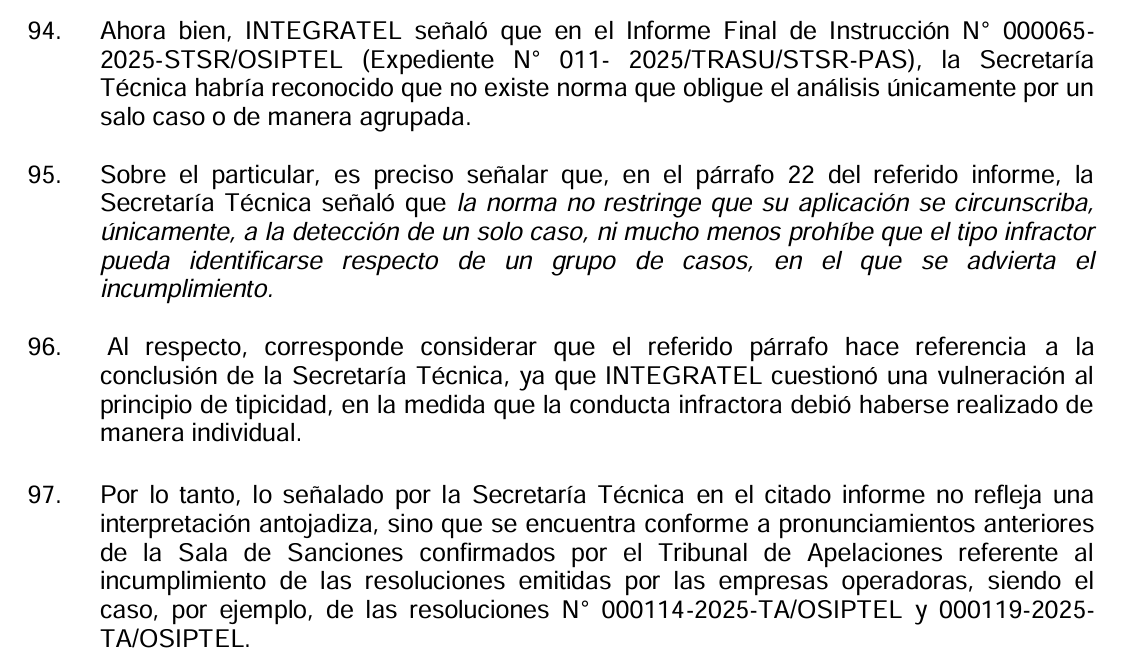 94. Ahora bien, INTEGRATEL señaló que en el Informe Final de Instrucción N° 000065-
2025-STSR/OSIPTEL (Expediente N° 011- 2025/TRASU/STSR-PAS), la Secretaría
Técnica habría reconocido que no existe norma que obligue el análisis únicamente por un
salo caso o de manera agrupada.
95. Sobre el particular, es preciso señalar que, en el párrafo 22 del referido informe, la
Secretaría Técnica señaló que la norma no restringe que su aplicación se circunscriba,
únicamente, a la detección de un solo caso, ni mucho menos prohíbe que el tipo infractor
pueda identificarse respecto de un grupo de casos, en el que se advierta el
incumplimiento.
96. Al respecto, corresponde considerar que el referido párrafo hace referencia a la
conclusión de la Secretaría Técnica, ya que INTEGRATEL cuestionó una vulneración al
principio de tipicidad, en la medida que la conducta infractora debió haberse realizado de
manera individual.
97. Por lo tanto, lo señalado por la Secretaría Técnica en el citado informe no refleja una
interpretación antojadiza, sino que se encuentra conforme a pronunciamientos anteriores
de la Sala de Sanciones confirmados por el Tribunal de Apelaciones referente al
incumplimiento de las resoluciones emitidas por las empresas operadoras, siendo el
caso, por ejemplo, de las resoluciones N° 000114-2025-TA/OSIPTEL y 000119-2025-
TA/OSIPTEL.